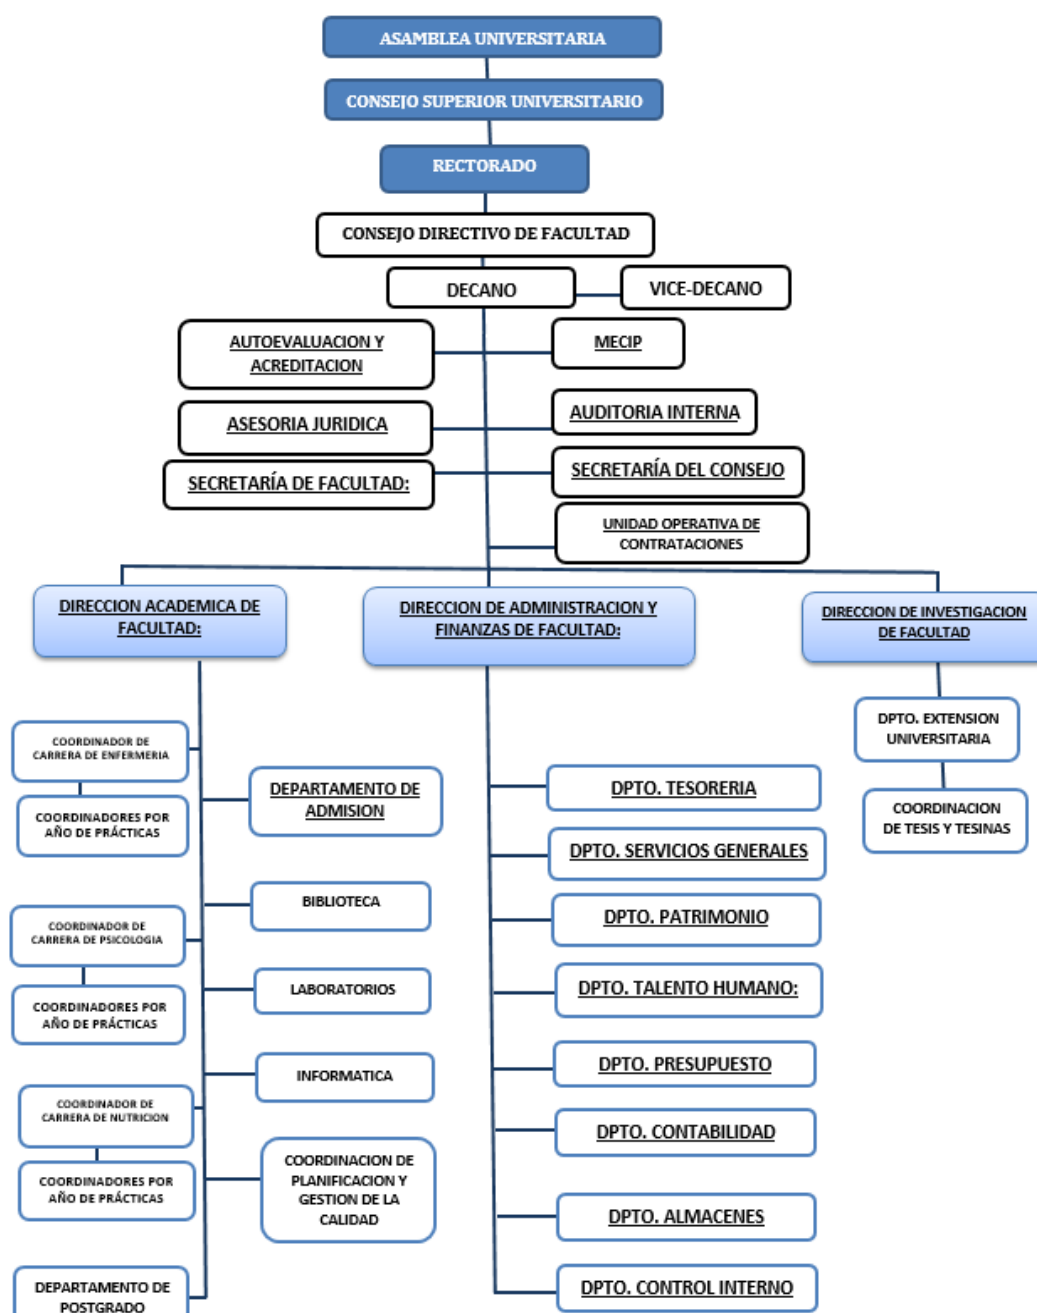 ASAMBLEA UNIVERSITARIA
CONSEJO SUPERIOR UNIVERSITARIO
RECTORADO
CONSEJO DIRECTIVO DE FACULTAD
DECANO
VICE-DECANO
AUTOEVALUACION Y
ACREDITACION
MECIP
ASESORIA JURIDICA
AUDITORIA INTERNA
SECRETARÍA DE FACULTAD:
SECRETARÍA DEL CONSEJO
UNIDAD OPERATIVA DE
CONTRATACIONES
DIRECCION ACADEMICA DE
FACULTAD:
DIRECCION DE ADMINISTRACION Y
FINANZAS DE FACULTAD:
DIRECCION DE INVESTIGACION
DE FACULTAD
COORDINADOR DE
CARRERA DE ENFERMERIA
COORDINADORES POR
AÑO DE PRÁCTICAS
COORDINADOR DE
CARRERA DE PSICOLOGIA
COORDINADORES POR
AÑO DE PRÁCTICAS
COORDINADOR DE
CARRERA DE NUTRICION
COORDINADORES POR
AÑO DE PRÁCTICAS
DEPARTAMENTO DE
POSTGRADO
DEPARTAMENTO DE
ADMISION
BIBLIOTECA
LABORATORIOS
INFORMATICA
COORDINACION DE
PLANIFICACION Y
GESTION DE LA
CALIDAD
DPTO. TESORERIA
DPTO. SERVICIOS GENERALES
DPTO. PATRIMONIO
DPTO. TALENTO HUMANO:
DPTO. PRESUPUESTO
DPTO. CONTABILIDAD
DPTO. ALMACENES
DPTO. CONTROL INTERNO
DPTO. EXTENSION
UNIVERSITARIA
COORDINACION
DE TESIS Y TESINAS